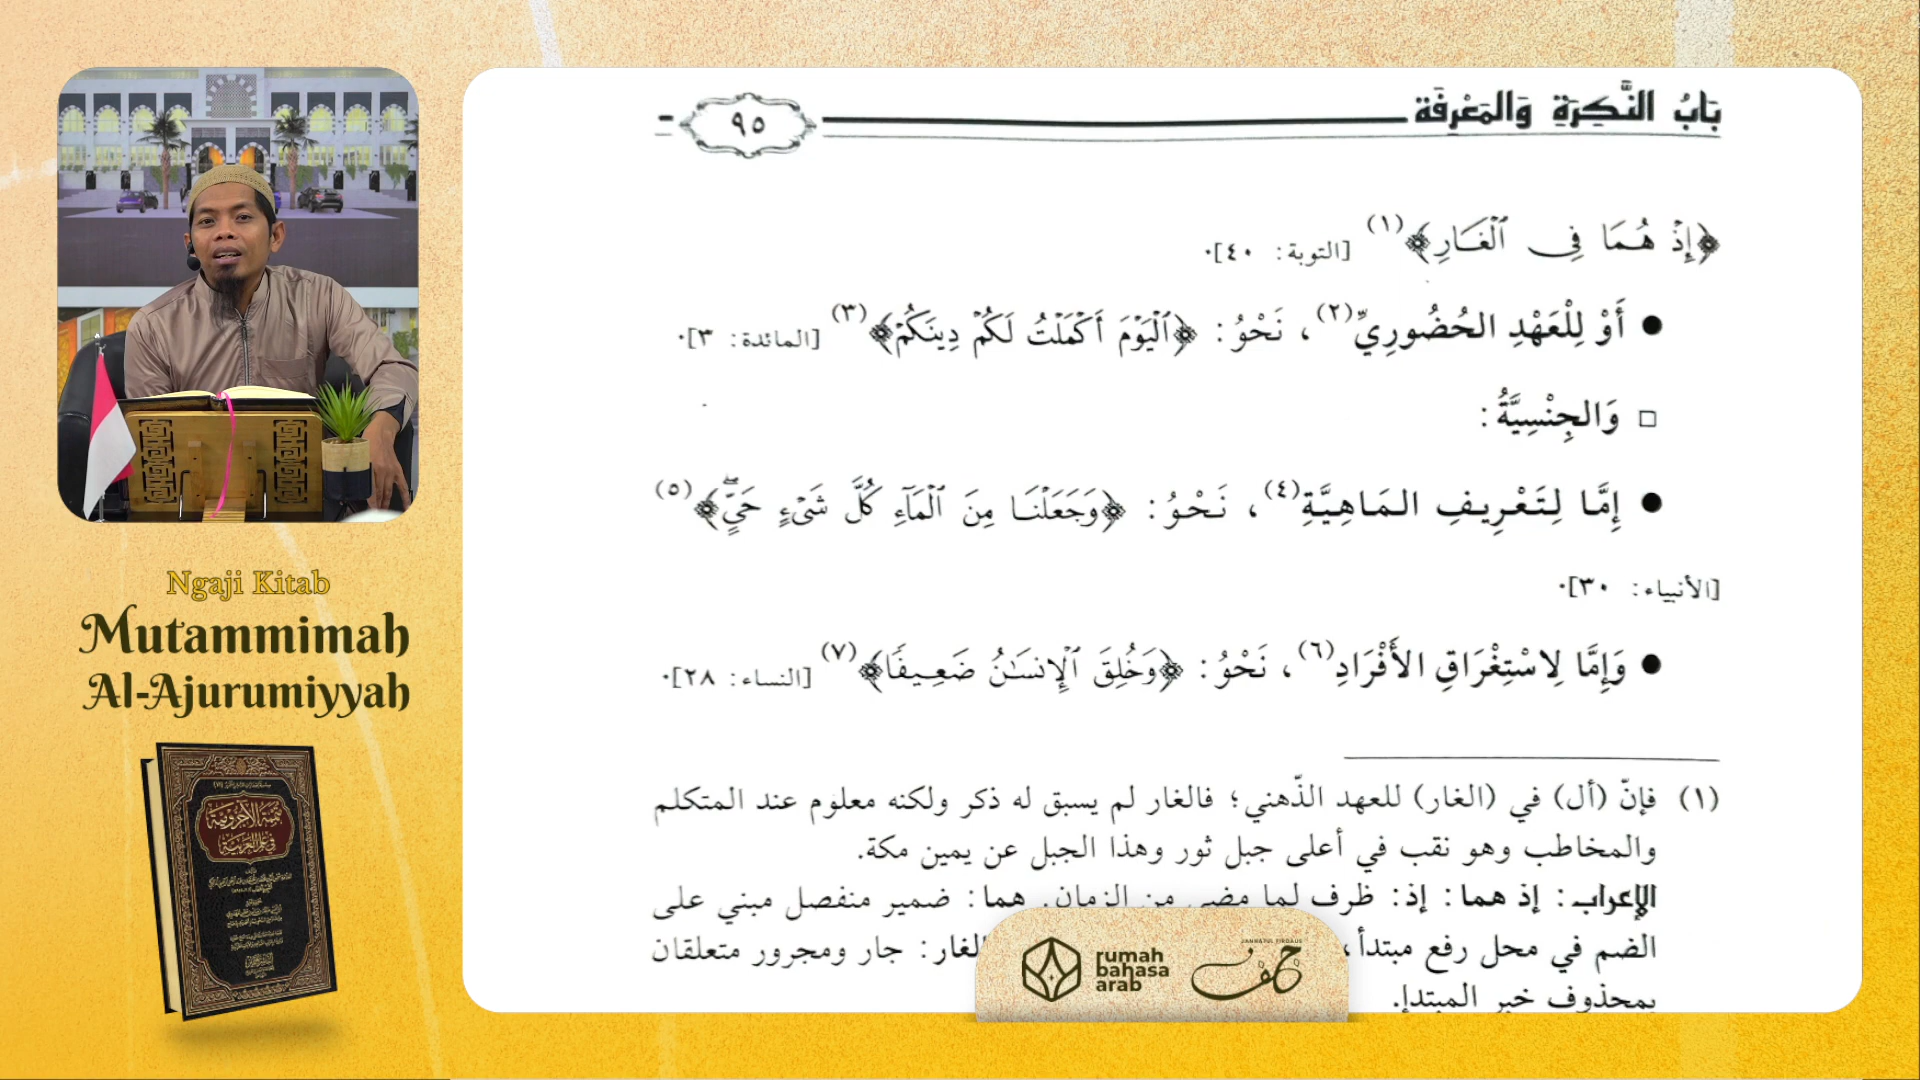 بَابُ النَّكِرَةِ وَالمَعْرِفَة
٩٥
﴿إِذْ هُمَا فِي ٱلْغَارِ﴾(١) [التوبة: ٤٠].
● أَوْ لِلْعَهْدِ الحُضُورِيِّ(٢)، نَحْوُ: ﴿ٱلْيَوْمَ أَكْمَلْتُ لَكُمْ دِينَكُمْ﴾(٣) [المائدة: ٣].
□ وَالجِنْسِيَّةُ:
● إِمَّا لِتَعْرِيفِ المَاهِيَّةِ(٤)، نَحْوُ: ﴿وَجَعَلْنَا مِنَ ٱلْمَآءِ كُلَّ شَىْءٍ حَيٍّۖ﴾(٥)
[الأنبياء: ٣٠].
● وَإِمَّا لِاسْتِغْرَاقِ الأَفْرَادِ(٦)، نَحْوُ: ﴿وَخُلِقَ ٱلْإِنسَـٰنُ ضَعِيفًا﴾(٧) [النساء: ٢٨].
(١) فإنّ (أل) في (الغار) للعهد الذّهني؛ فالغار لم يسبق له ذكر ولكنه معلوم عند المتكلم
والمخاطب وهو نقب في أعلى جبل ثور وهذا الجبل عن يمين مكة.
الإعراب: إذ هما: إذ: ظرف لما مضى من الزمان. هما: ضمير منفصل مبني على
الضم في محل رفع مبتدأ، لغار: جار ومجرور متعلقان
بمحذوف خبر المبتدإ.
Ngaji Kitab
Mutammimah
Al-Ajurumiyyah
rumah
bahasa
arab
JANNATUL FIRDAUS